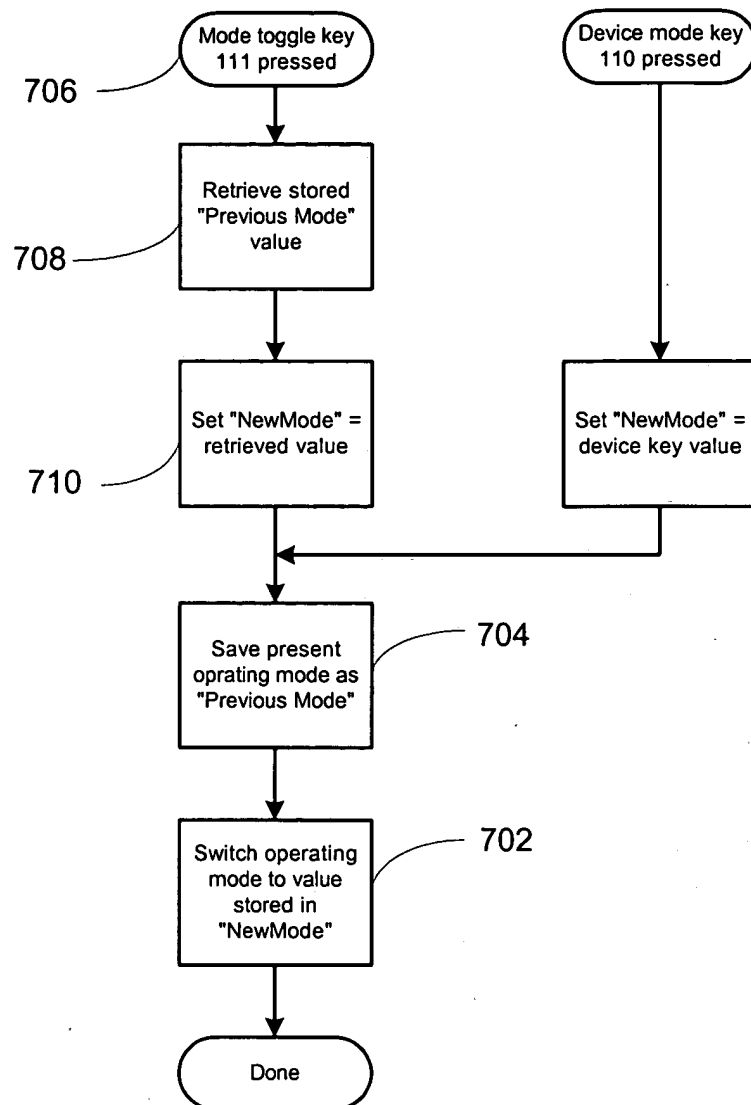 Mode toggle key
111 pressed
Device mode key
110 pressed
706
Retrieve stored
"Previous Mode"
value
708
Set "NewMode" =
retrieved value
710
Set "NewMode" =
device key value
Save present
oprating mode as
"Previous Mode"
704
Switch operating
mode to value
stored in
"NewMode"
702
Done